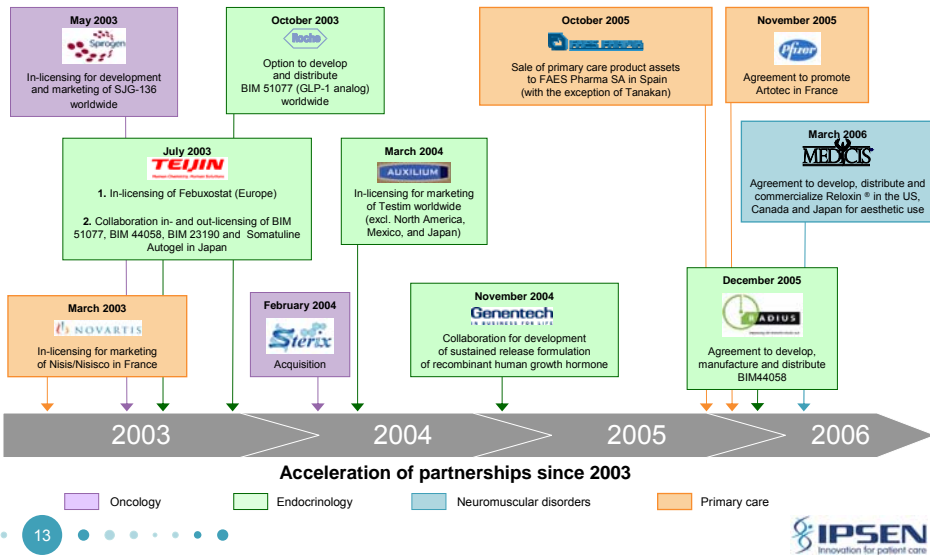 May 2003
Spirogen
In-licensing for development
and marketing of SJG-136
worldwide
October 2003
Roche
Option to develop
and distribute
BIM 51077 (GLP-1 analog)
worldwide
October 2005
Sale of primary care product assets
to FAES Pharma SA in Spain
(with the exception of Tanakan)
November 2005
Pfizer
Agreement to promote
Artotec in France
July 2003
TEIJIN
Human Chemistry, Human Solutions
1. In-licensing of Febuxostat (Europe)
2. Collaboration in- and out-licensing of BIM
51077, BIM 44058, BIM 23190 and Somatuline
Autogel in Japan
March 2004
AUXILIUM
In-licensing for marketing
of Testim worldwide
(excl. North America,
Mexico, and Japan)
March 2006
MEDICIS
Agreement to develop, distribute and
commercialize Reloxin ® in the US,
Canada and Japan for aesthetic use
March 2003
NOVARTIS
In-licensing for marketing
of Nisis/Nisisco in France
February 2004
Sterix
Acquisition
November 2004
Genentech
IN BUSINESS FOR LIFE
Collaboration for development
of sustained release formulation
of recombinant human growth hormone
December 2005
RADIUS
Agreement to develop,
manufacture and distribute
BIM44058
2003
2004
2005
2006
Acceleration of partnerships since 2003
Oncology
Endocrinology
Neuromuscular disorders
Primary care
13
IPSEN
Innovation for patient care